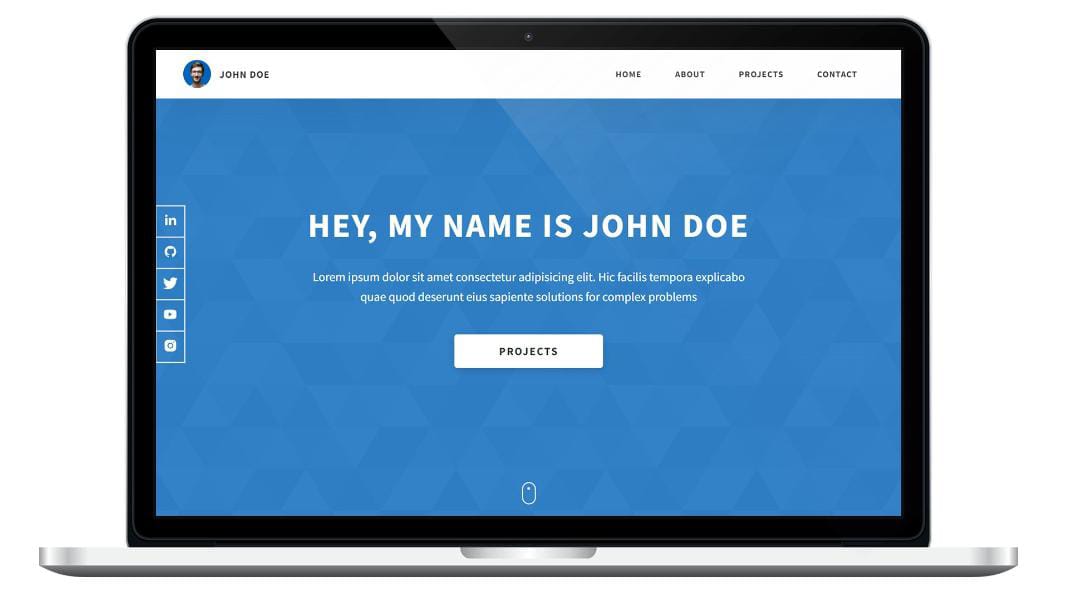 JOHN DOE
HOME ABOUT PROJECTS CONTACT
HEY, MY NAME IS JOHN DOE
Lorem ipsum dolor sit amet consectetur adipisicing elit. Hic facilis tempora explicabo
quae quod deserunt eius sapiente solutions for complex problems
PROJECTS
in